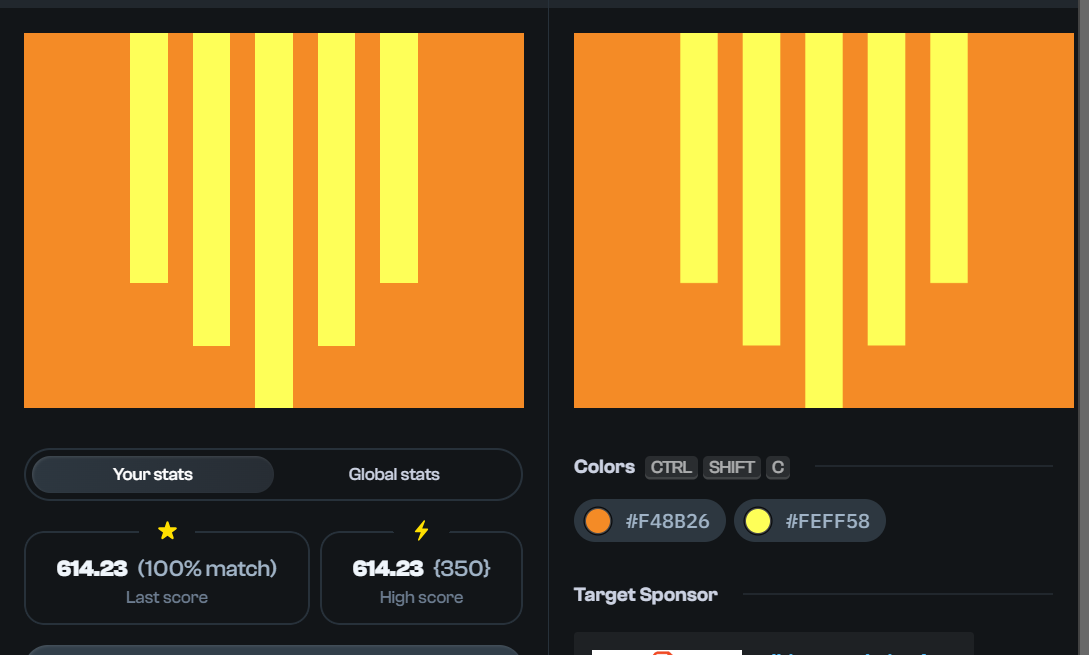 Your stats
Global stats
614.23 (100% match)
Last score
614.23 {350}
High score
Colors CTRL SHIFT C
#F48B26 #FEFF58
Target Sponsor